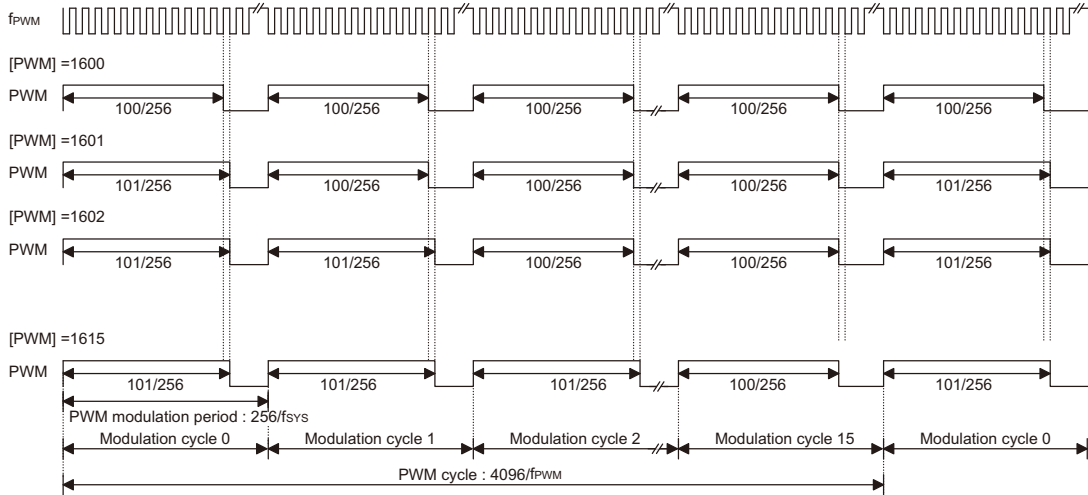 fPWM
[PWM] =1600
PWM
100/256 100/256 100/256 100/256 100/256
[PWM] =1601
PWM
101/256 100/256 100/256 100/256 101/256
[PWM] =1602
PWM
101/256 101/256 100/256 100/256 101/256
[PWM] =1615
PWM
101/256 101/256 101/256 100/256 101/256
PWM modulation period : 256/fSYS
Modulation cycle 0 Modulation cycle 1 Modulation cycle 2 Modulation cycle 15 Modulation cycle 0
PWM cycle : 4096/fPWM